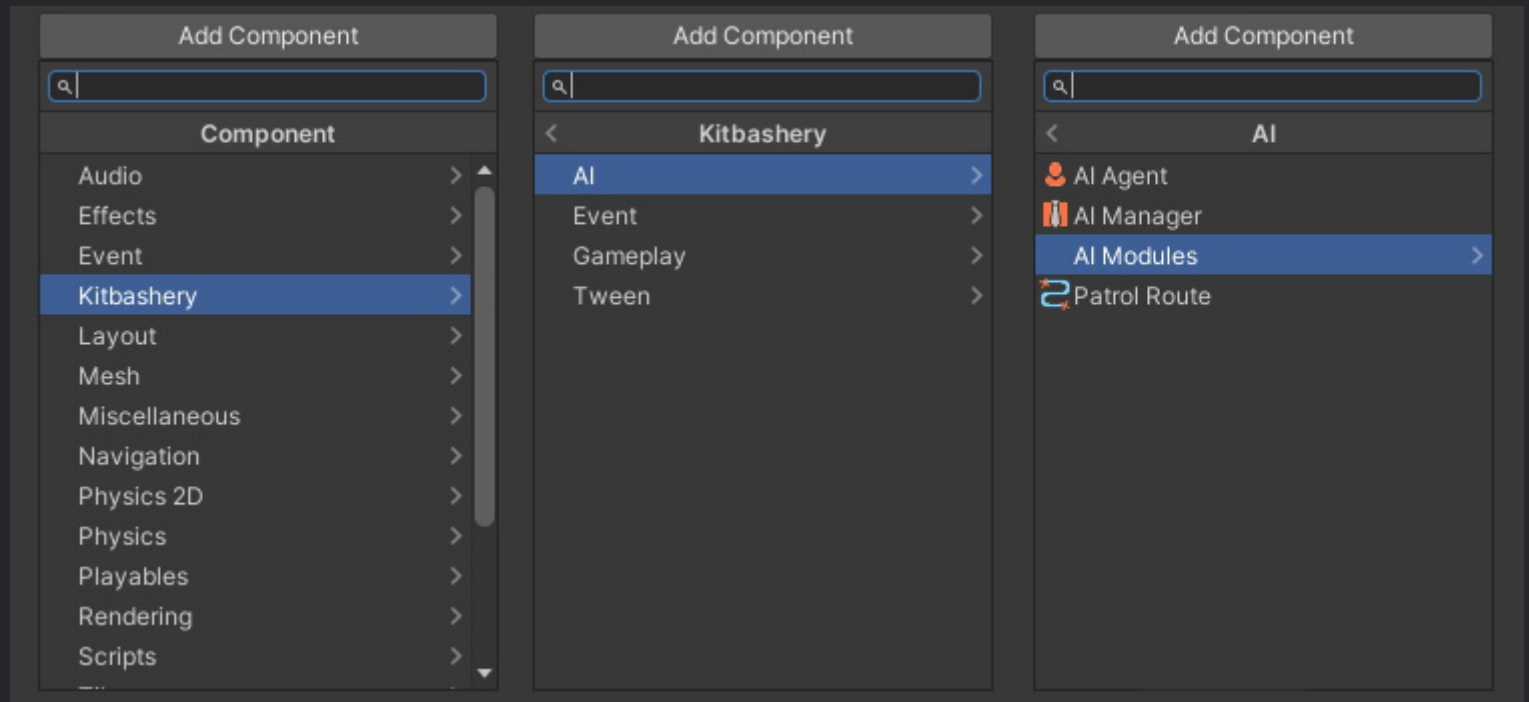 Add Component
Component
Audio
Effects
Event
Kitbashery
Layout
Mesh
Miscellaneous
Navigation
Physics 2D
Physics
Playables
Rendering
Scripts
Add Component
Kitbashery
AI
Event
Gameplay
Tween
Add Component
AI
AI Agent
AI Manager
AI Modules
Patrol Route